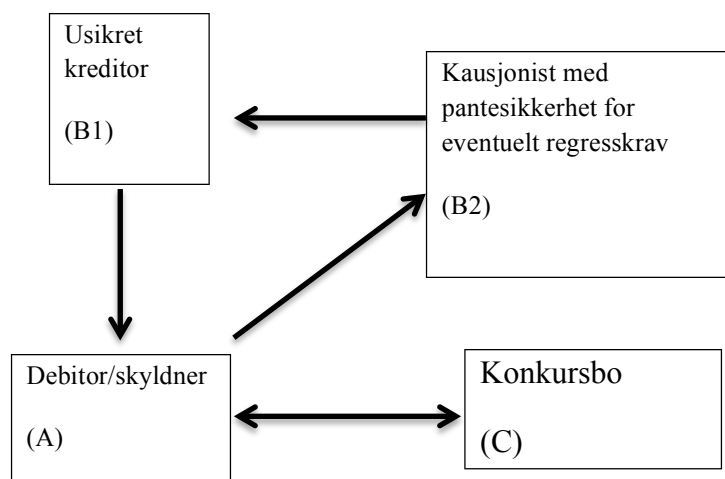 Usikret
kreditor
(B1)
Kausjonist med
pantesikkerhet for
eventuelt regresskrav
(B2)
Debitor/skyldner
(A)
Konkursbo
(C)